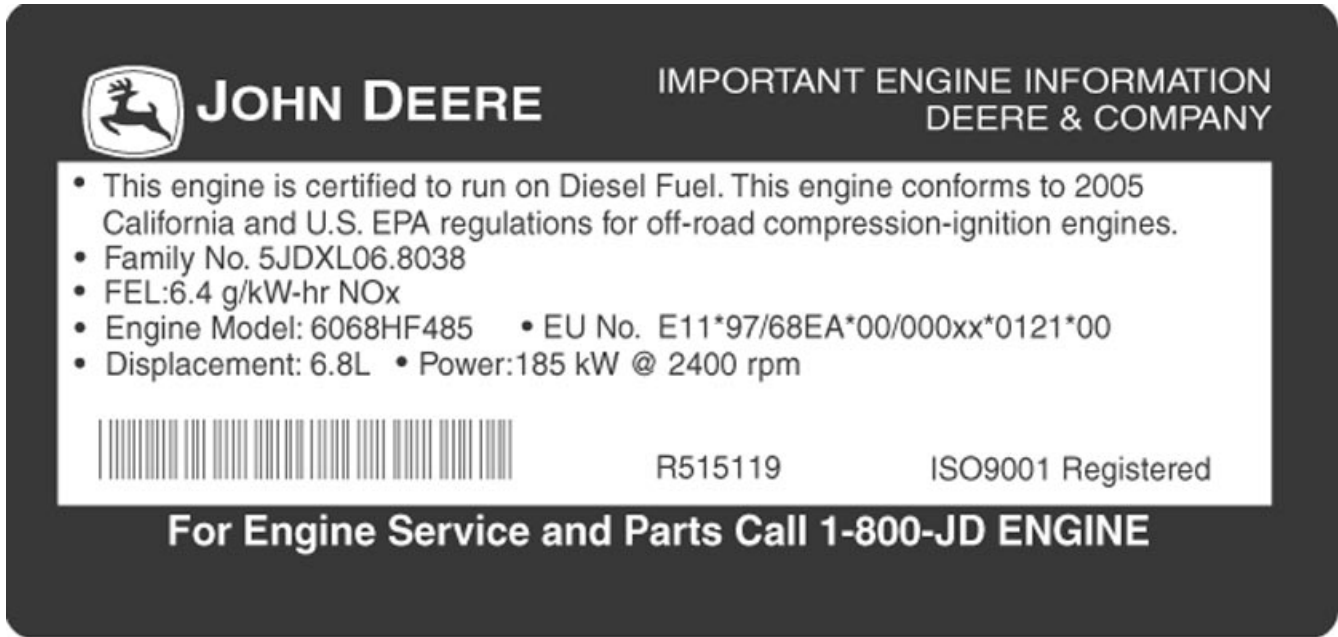 JOHN DEERE
IMPORTANT ENGINE INFORMATION
DEERE & COMPANY
• This engine is certified to run on Diesel Fuel. This engine conforms to 2005
California and U.S. EPA regulations for off-road compression-ignition engines.
• Family No. 5JDXL06.8038
• FEL:6.4 g/kW-hr NOx
• Engine Model: 6068HF485 • EU No. E11*97/68EA*00/000xx*0121*00
• Displacement: 6.8L • Power:185 kW @ 2400 rpm
R515119 ISO9001 Registered
For Engine Service and Parts Call 1-800-JD ENGINE